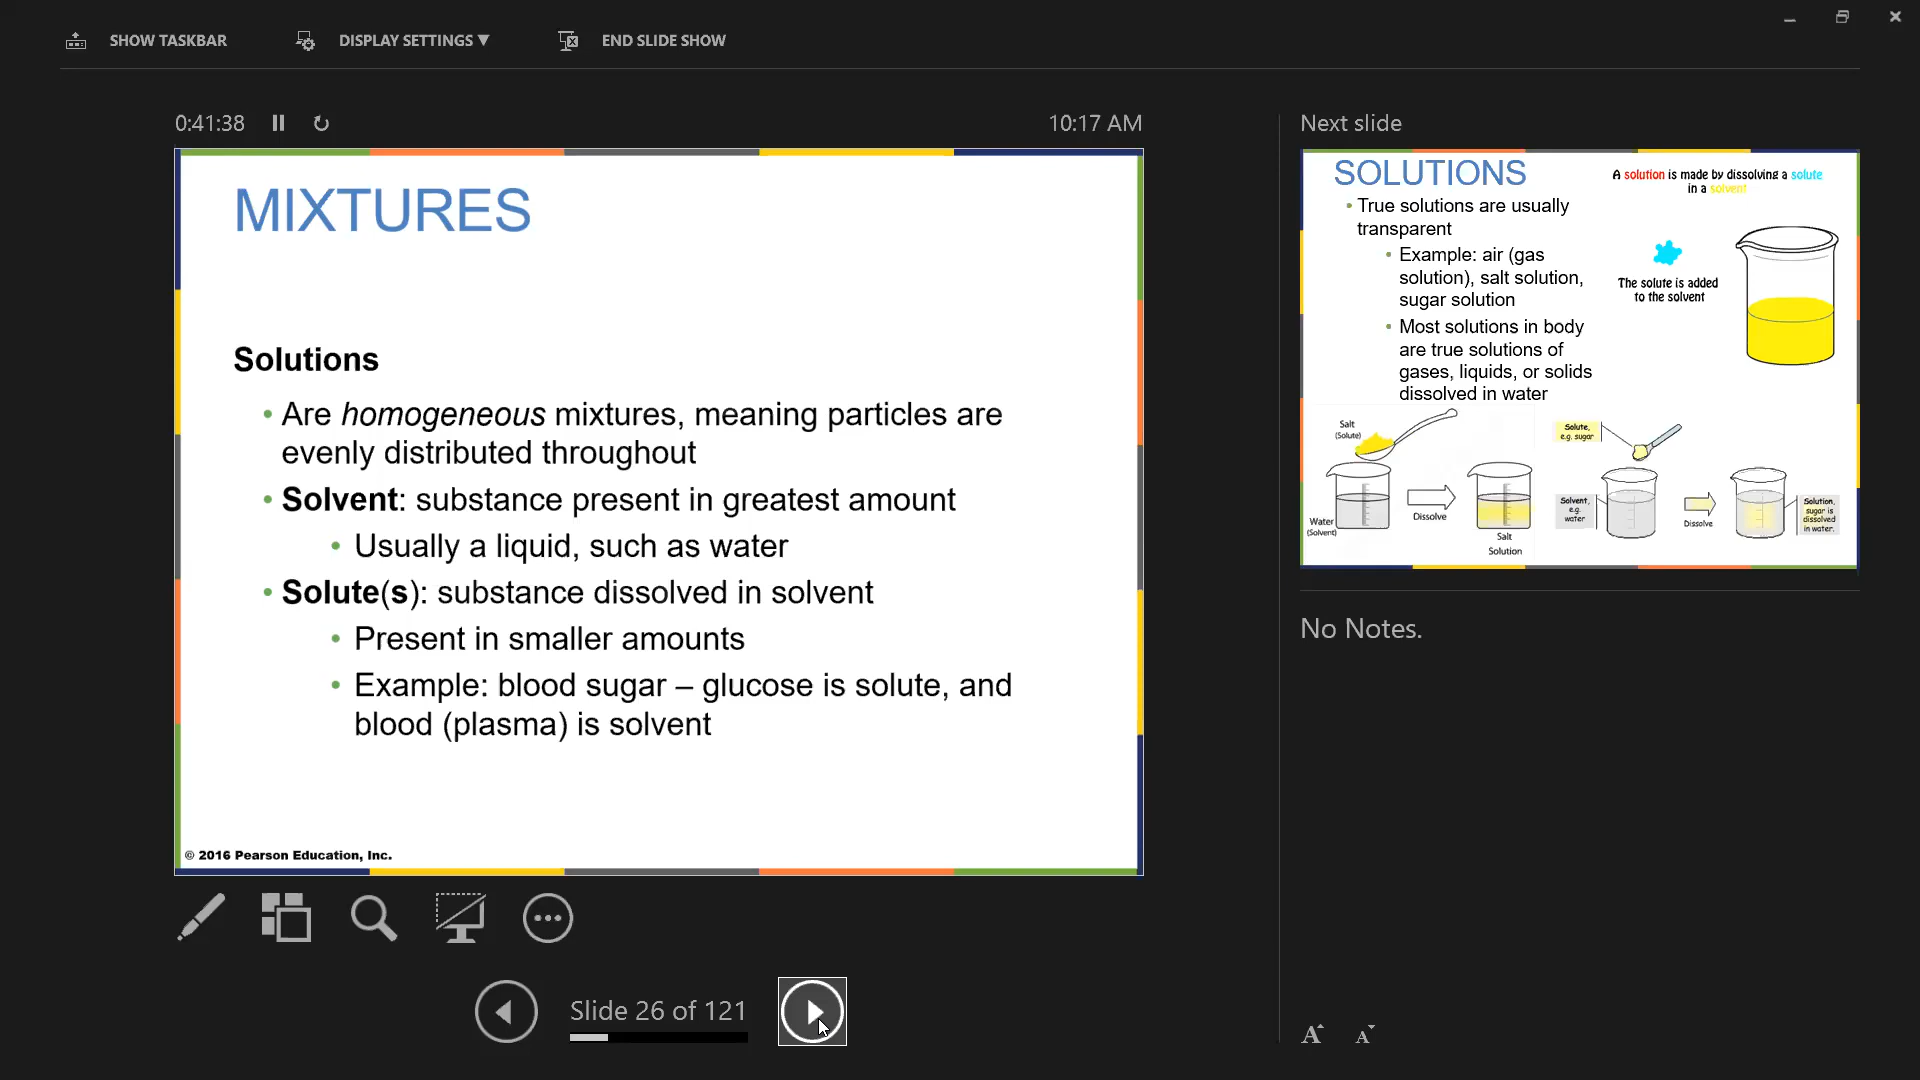 SHOW TASKBAR
DISPLAY SETTINGS ▼
END SLIDE SHOW
0:41:38
10:17 AM
MIXTURES
Solutions
• Are homogeneous mixtures, meaning particles are
evenly distributed throughout
• Solvent: substance present in greatest amount
• Usually a liquid, such as water
• Solute(s): substance dissolved in solvent
• Present in smaller amounts
• Example: blood sugar – glucose is solute, and
blood (plasma) is solvent
© 2016 Pearson Education, Inc.
Slide 26 of 121
Next slide
SOLUTIONS
A solution is made by dissolving a solute
in a solvent
• True solutions are usually
transparent
• Example: air (gas
solution), salt solution,
sugar solution
• Most solutions in body
are true solutions of
gases, liquids, or solids
dissolved in water
The solute is added
to the solvent
Salt
(Solute)
Water
(Solvent)
Dissolve
Salt
Solution
Solute,
e.g. sugar
Solvent,
e.g.
water
Dissolve
Solution,
sugar is
dissolved
in water.
No Notes.
A A